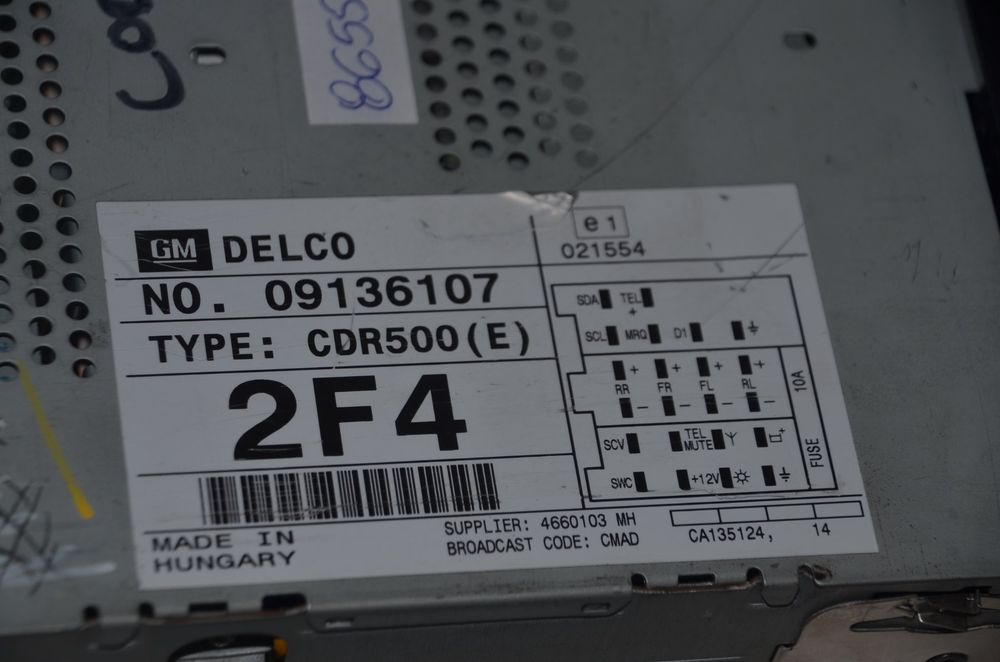 8655
GM DELCO
NO. 09136107
TYPE: CDR500(E)
2F4
MADE IN
HUNGARY
SUPPLIER: 4660103 MH
BROADCAST CODE: CMAD
e1
021554
SDA TEL
+
SCL MRQ D1
+ + + +
RR FR FL RL
- - - -
10A
FUSE
SCV TEL MUTE +
SWC +12V
CA135124, 14